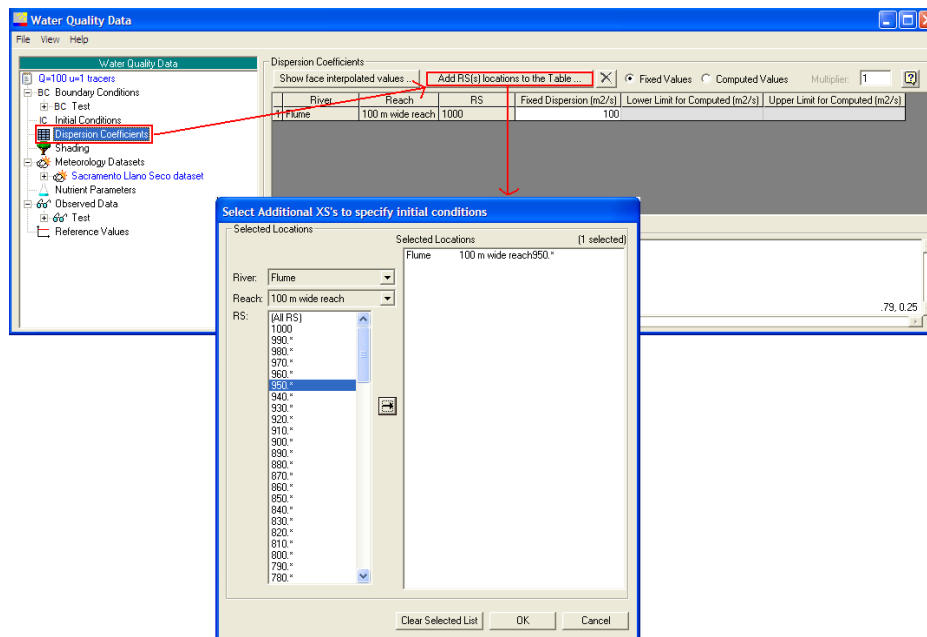 Water Quality Data
File View Help
Water Quality Data
Q=100 u=1 tracers
BC Boundary Conditions
BC Test
IC Initial Conditions
Dispersion Coefficients
Shading
Meteorology Datasets
Sacramento Llano Seco dataset
Nutrient Parameters
Observed Data
Test
Reference Values
Dispersion Coefficients
Show face interpolated values ... Add RS(s) locations to the Table ... Fixed Values Computed Values Multiplier: 1
River Reach RS Fixed Dispersion (m2/s) Lower Limit for Computed (m2/s) Upper Limit for Computed (m2/s)
1 Flume 100 m wide reach 1000 100
.79, 0.25
Select Additional XS's to specify initial conditions
Selected Locations
Selected Locations (1 selected)
Flume 100 m wide reach950.*
River: Flume
Reach: 100 m wide reach
RS: (All RS)
1000
990.*
980.*
970.*
960.*
950.*
940.*
930.*
920.*
910.*
900.*
890.*
880.*
870.*
860.*
850.*
840.*
830.*
820.*
810.*
800.*
790.*
780.*
Clear Selected List OK Cancel